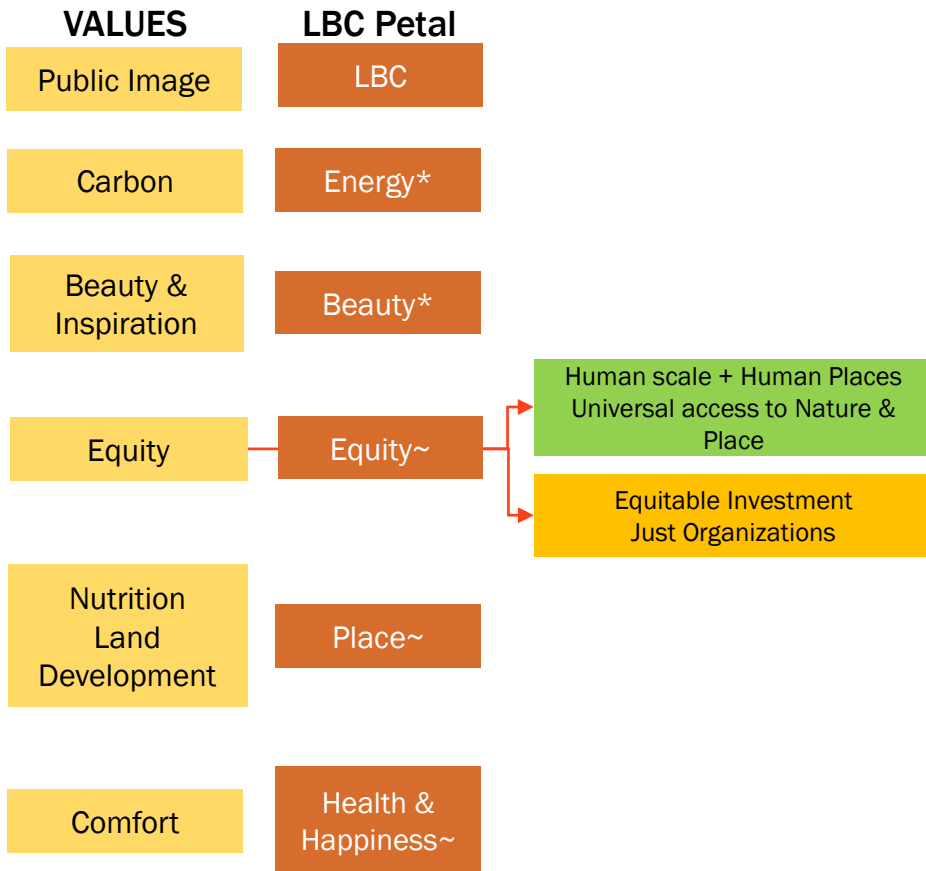 VALUES
LBC Petal
Public Image
LBC
Carbon
Energy*
Beauty &
Inspiration
Beauty*
Equity
Equity~
Human scale + Human Places
Universal access to Nature &
Place
Equitable Investment
Just Organizations
Nutrition
Land
Development
Place~
Comfort
Health &
Happiness~